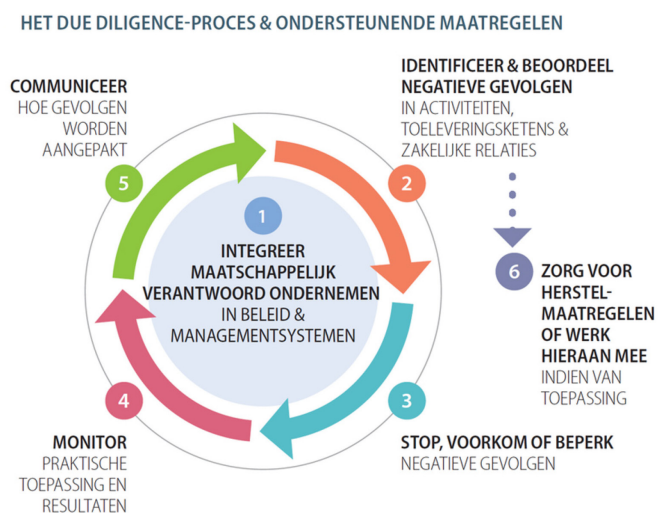 HET DUE DILIGENCE-PROCES & ONDERSTEUNENDE MAATREGELEN
1
INTEGREER
MAATSCHAPPELIJK
VERANTWOORD ONDERNEMEN
IN BELEID &
MANAGEMENTSYSTEMEN
IDENTIFICEER & BEOORDEEL
NEGATIEVE GEVOLGEN
IN ACTIVITEITEN,
TOELEVERINGSKETENS &
ZAKELIJKE RELATIES
2
3
STOP, VOORKOM OF BEPERK
NEGATIEVE GEVOLGEN
4
MONITOR
PRAKTISCHE
TOEPASSING EN
RESULTATEN
COMMUNICEER
HOE GEVOLGEN
WORDEN
AANGEPAKT
5
6
ZORG VOOR
HERSTEL-
MAATREGELEN
OF WERK
HIERAAN MEE
INDIEN VAN
TOEPASSING